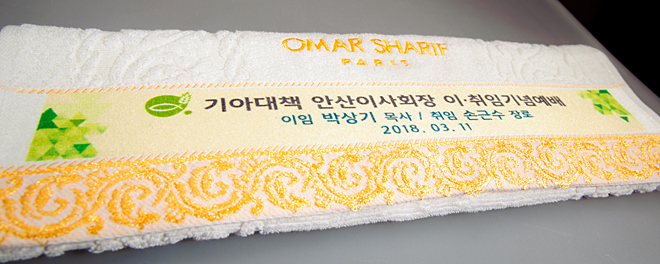 OMAR SHARIF
PARIS
기아대책 안산이사회장 이·취임기념예배
이임 박상기 목사 / 취임 손근수 장로
2018. 03. 11